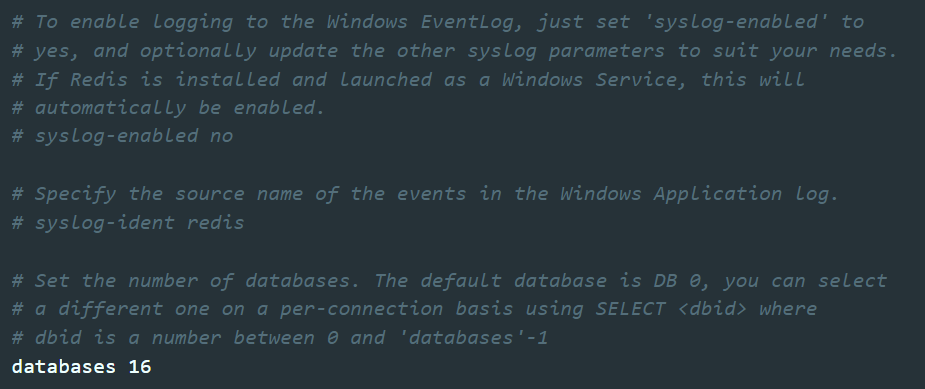 # To enable logging to the Windows EventLog, just set 'syslog-enabled' to
# yes, and optionally update the other syslog parameters to suit your needs.
# If Redis is installed and launched as a Windows Service, this will
# automatically be enabled.
# syslog-enabled no
# Specify the source name of the events in the Windows Application log.
# syslog-ident redis
# Set the number of databases. The default database is DB 0, you can select
# a different one on a per-connection basis using SELECT <dbid> where
# dbid is a number between 0 and 'databases'-1
databases 16